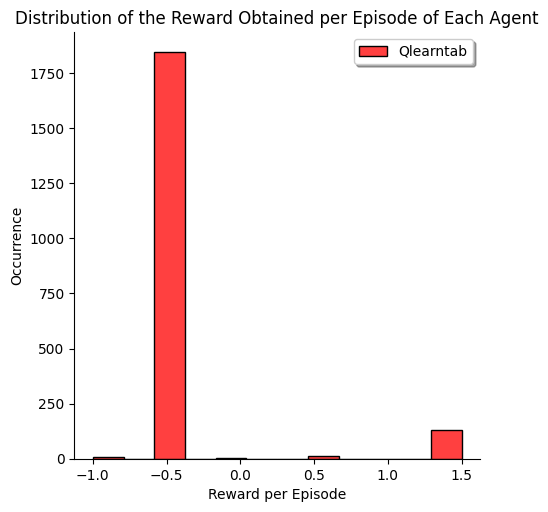 Distribution of the Reward Obtained per Episode of Each Agent
Qlearntab
1750
1500
1250
1000
750
500
250
0
Occurrence
−1.0 −0.5 0.0 0.5 1.0 1.5
Reward per Episode